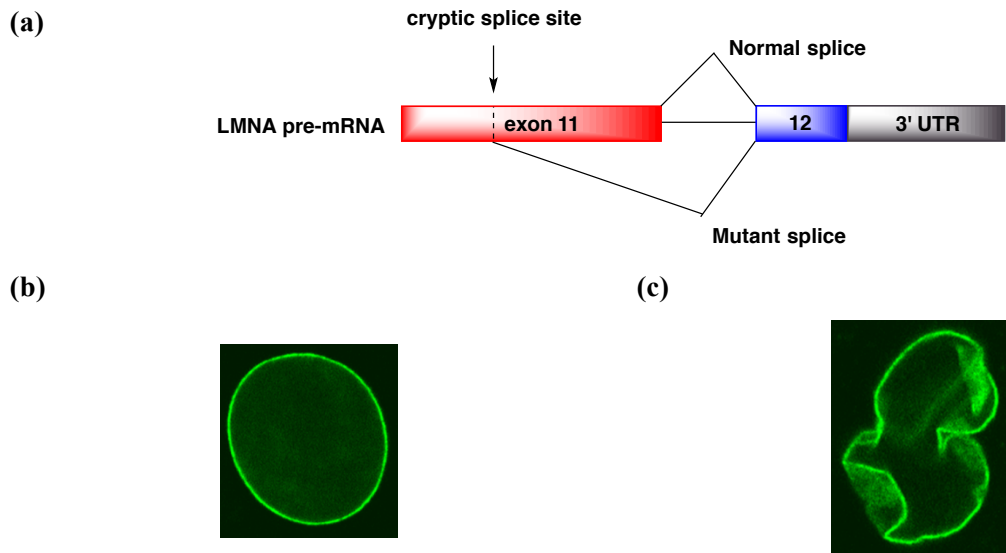 (a)
cryptic splice site
Normal splice
LMNA pre-mRNA
exon 11
12
3' UTR
Mutant splice
(b)
(c)